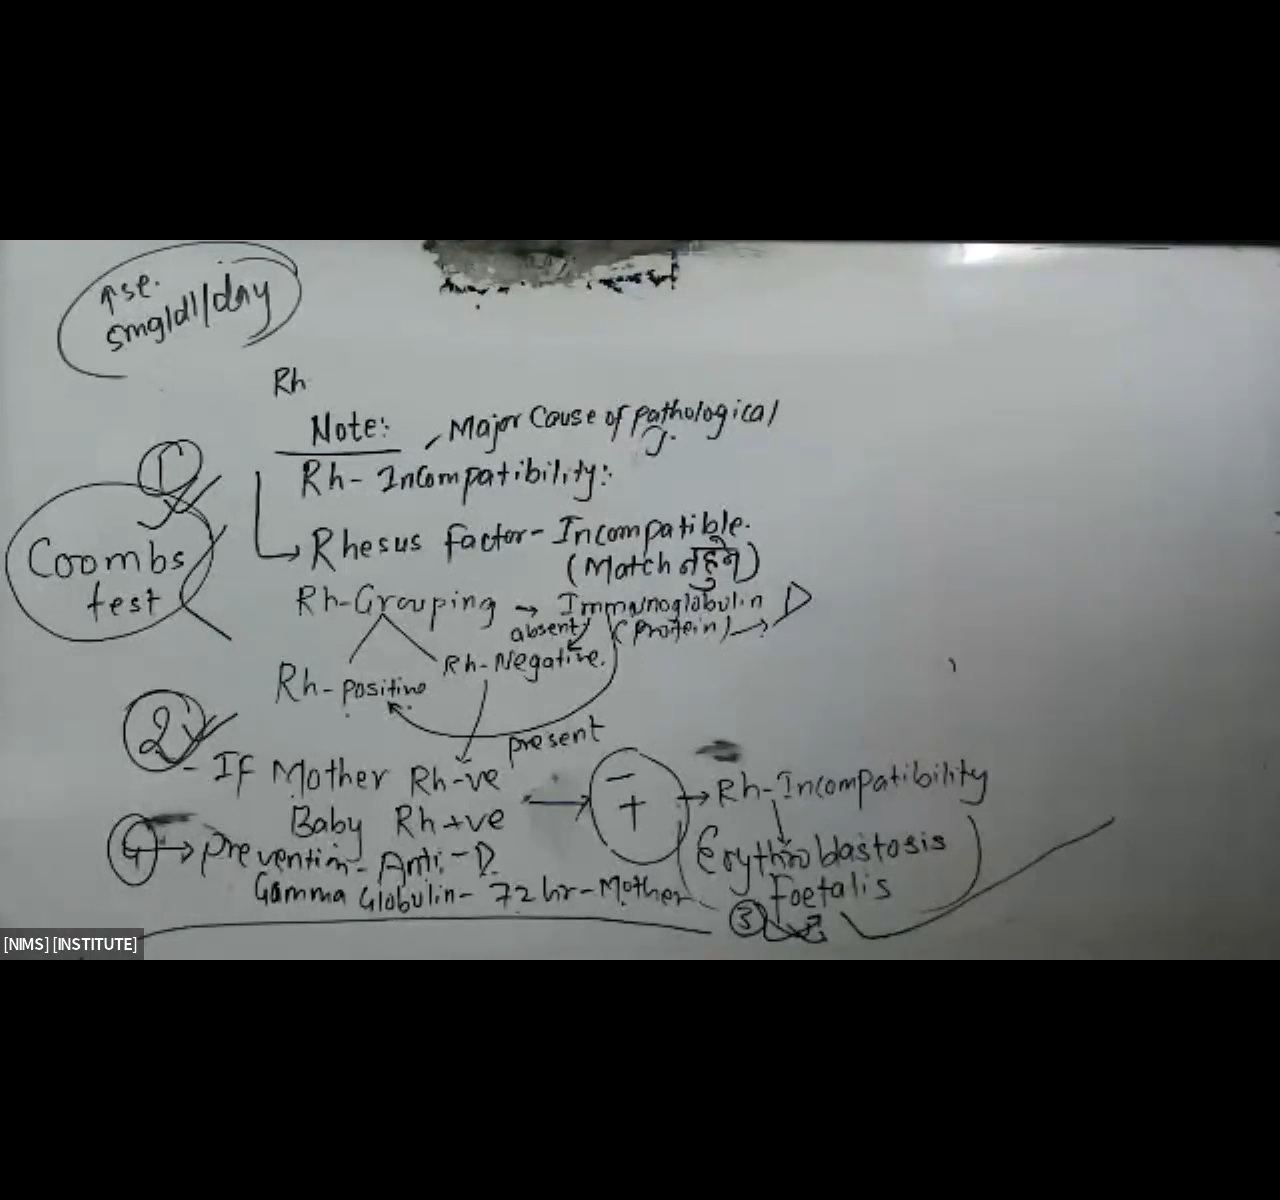 ↑se.
5mg/dl/day
Rh
Note:
Major Cause of pathological
J.
① Rh- Incompatibility:
Coombs
test
→ Rhesus factor- Incompatible.
(Match नहुने)
Rh-Grouping → Immunoglobulin D
absent (Protein) →
Rh-positive Rh-Negative.
present
② - If Mother Rh-ve
Baby Rh+ve → - + → Rh-Incompatibility
Erythroblastosis
Foetalis
③
④ → prevention- Anti-D
Gamma Globulin- 72 hr-Mother
[NIMS] [INSTITUTE]